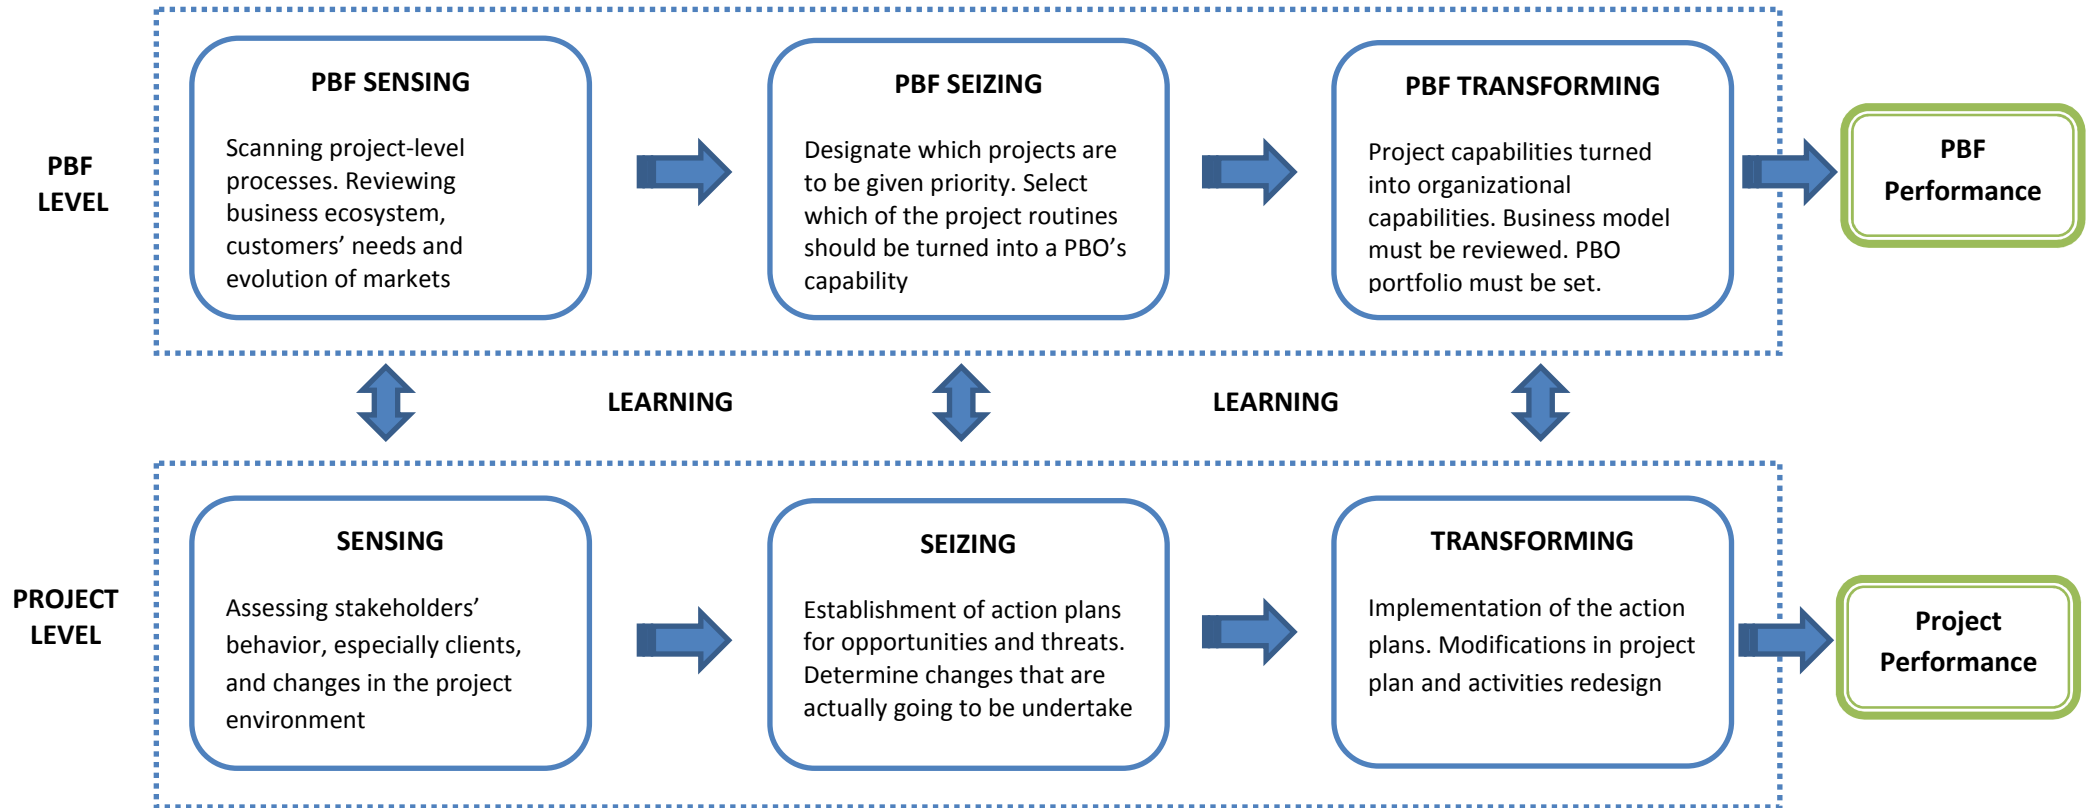 PBF
LEVEL
PBF SENSING
Scanning project-level
processes. Reviewing
business ecosystem,
customers’ needs and
evolution of markets
PBF SEIZING
Designate which projects are
to be given priority. Select
which of the project routines
should be turned into a PBO’s
capability
PBF TRANSFORMING
Project capabilities turned
into organizational
capabilities. Business model
must be reviewed. PBO
portfolio must be set.
PBF
Performance
LEARNING
LEARNING
PROJECT
LEVEL
SENSING
Assessing stakeholders’
behavior, especially clients,
and changes in the project
environment
SEIZING
Establishment of action plans
for opportunities and threats.
Determine changes that are
actually going to be undertake
TRANSFORMING
Implementation of the action
plans. Modifications in project
plan and activities redesign
Project
Performance